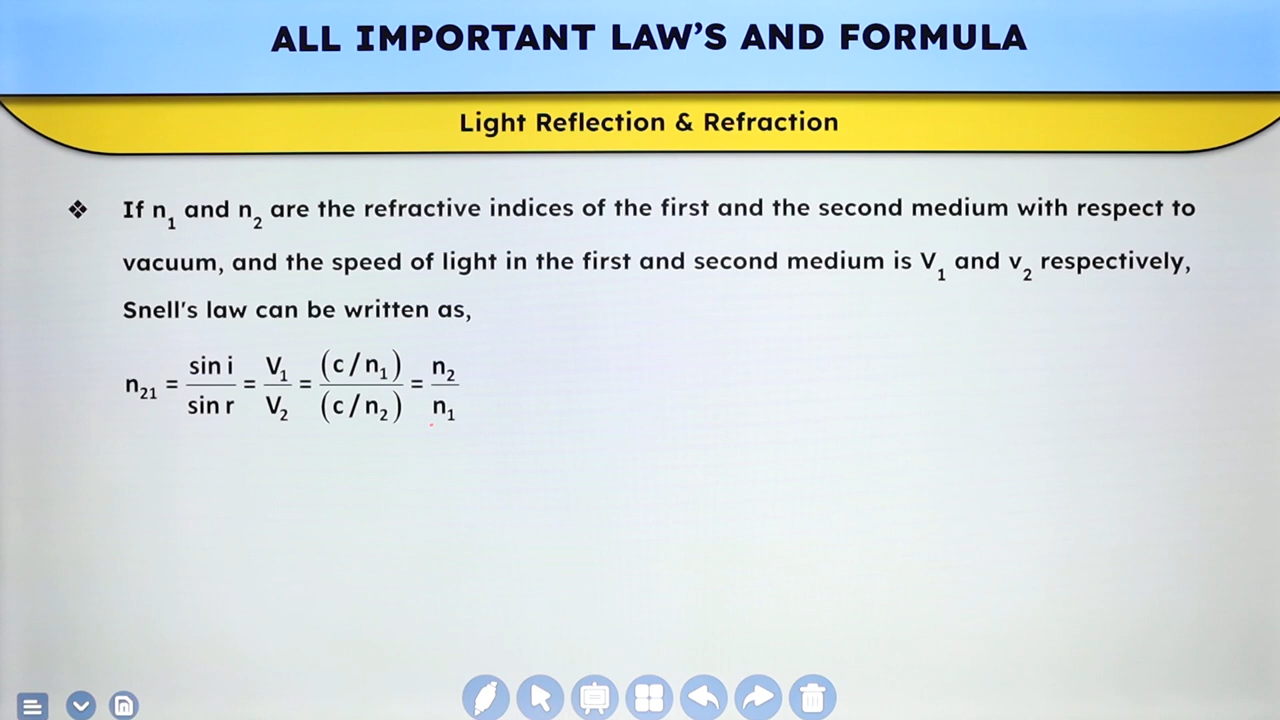 ALL IMPORTANT LAW'S AND FORMULA
Light Reflection & Refraction
❖ If n₁ and n₂ are the refractive indices of the first and the second medium with respect to
vacuum, and the speed of light in the first and second medium is V₁ and v₂ respectively,
Snell's law can be written as,
n₂₁ = sin i / sin r = V₁ / V₂ = (c/n₁) / (c/n₂) = n₂ / n₁